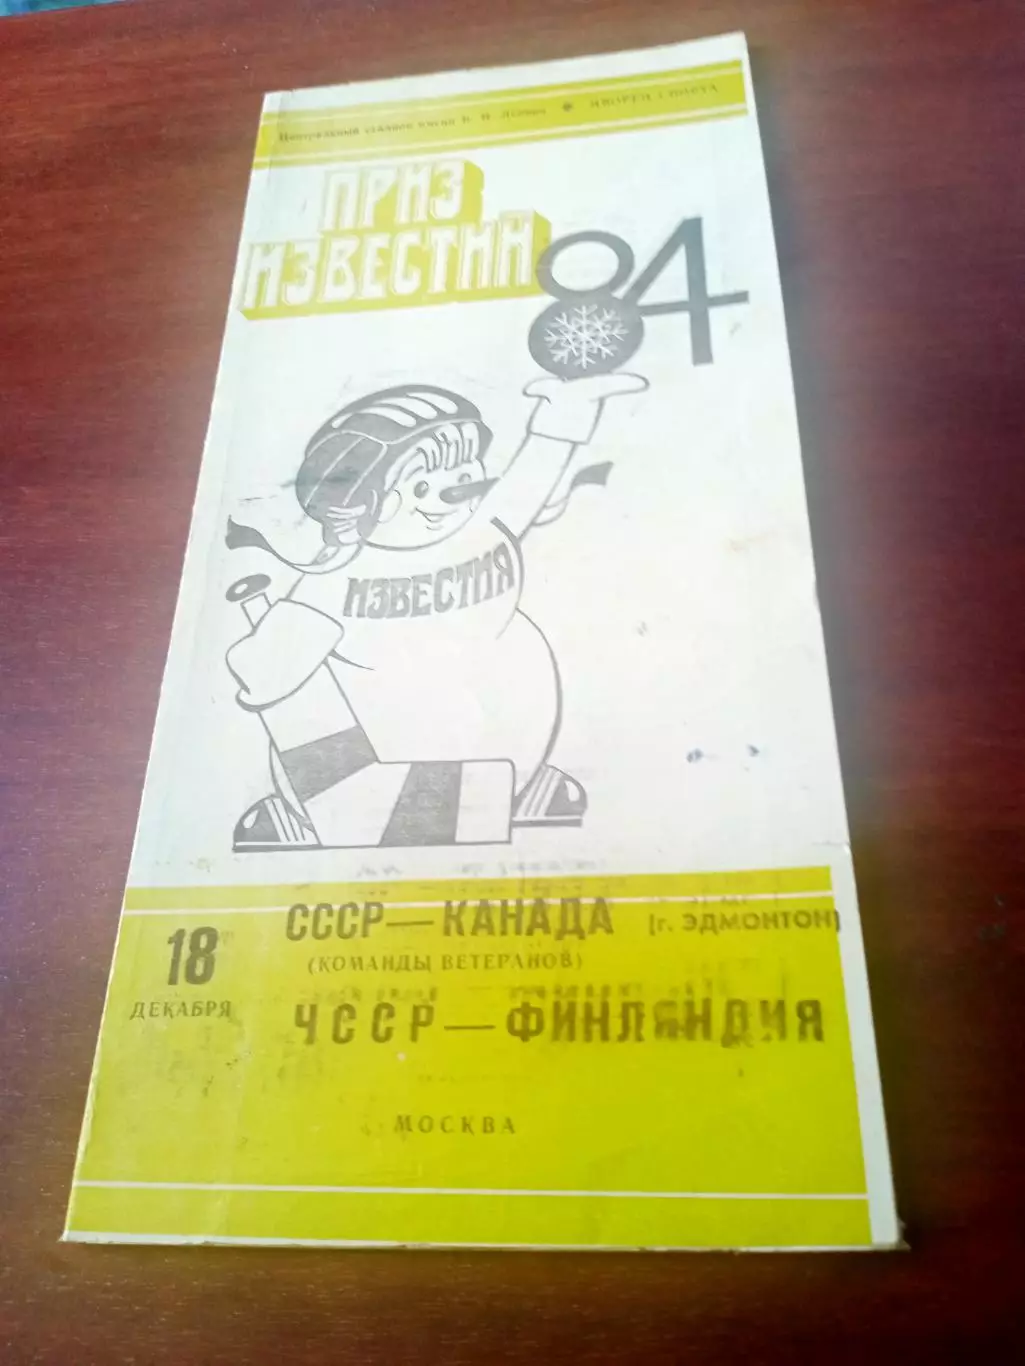 Центральный стадион имени В. И. Ленина ✱ ДВОРЕЦ СПОРТА
ПРИЗ
ИЗВЕСТИЙ 84
ИЗВЕСТИЯ
18
ДЕКАБРЯ
СССР—КАНАДА (г. ЭДМОНТОН)
(КОМАНДЫ ВЕТЕРАНОВ)
ЧССР—ФИНЛЯНДИЯ
МОСКВА